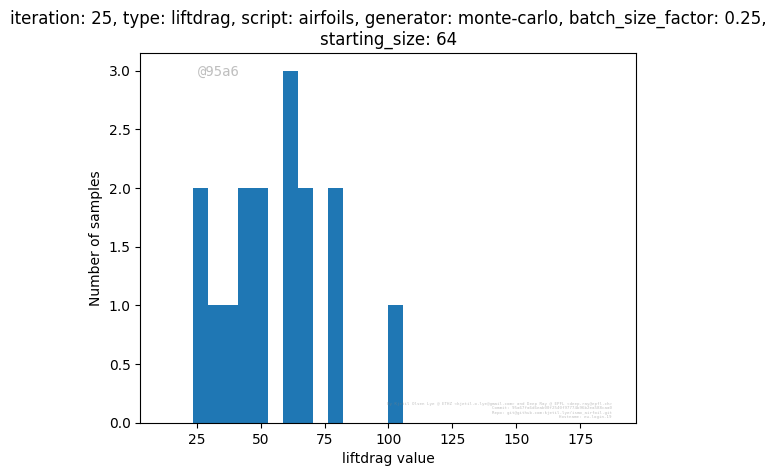 iteration: 25, type: liftdrag, script: airfoils, generator: monte-carlo, batch_size_factor: 0.25,
starting_size: 64
@95a6
3.0
2.5
2.0
1.5
1.0
0.5
0.0
Number of samples
25 50 75 100 125 150 175
liftdrag value